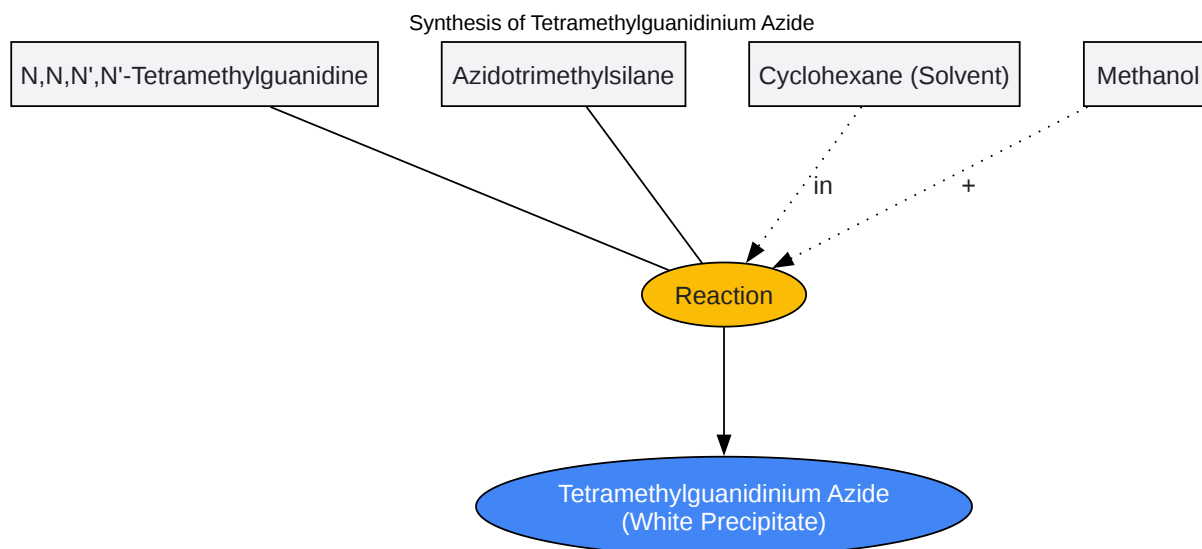 Synthesis of Tetramethylguanidinium Azide
N,N,N',N'-Tetramethylguanidine
Azidotrimethylsilane
Cyclohexane (Solvent)
Methanol
in
+
Reaction
Tetramethylguanidinium Azide
(White Precipitate)